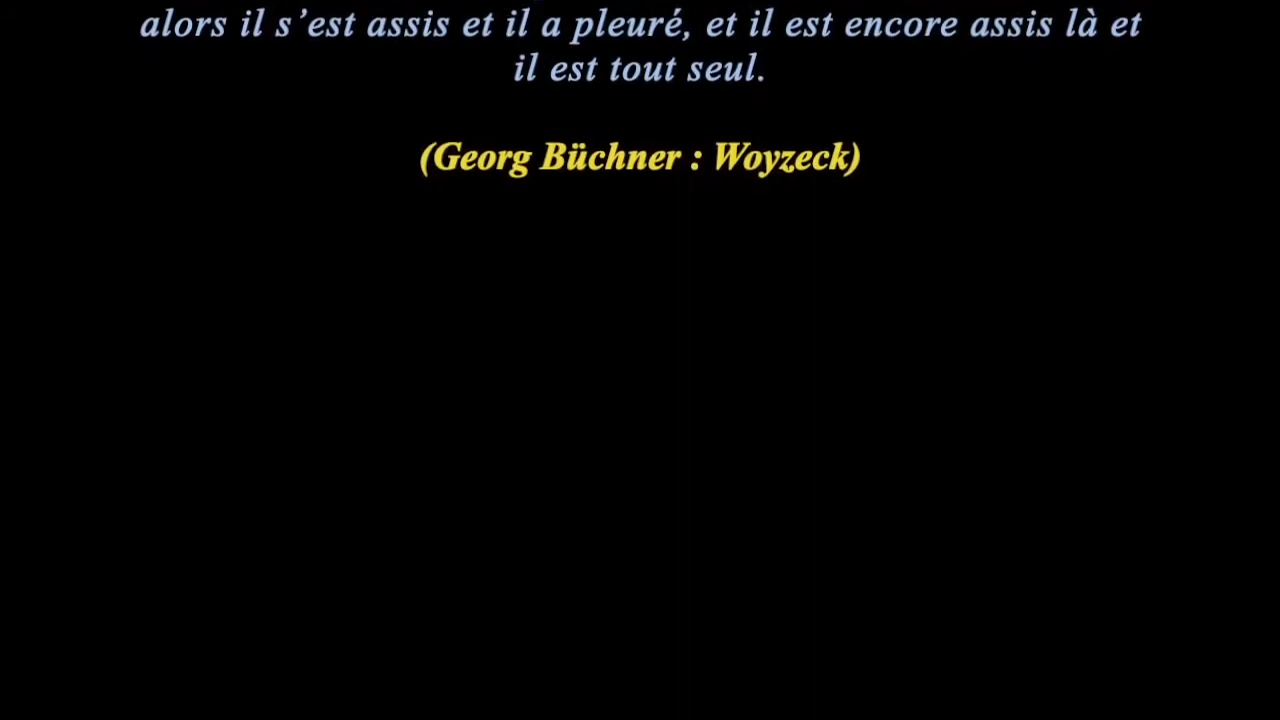 alors il s’est assis et il a pleuré, et il est encore assis là et
il est tout seul.
(Georg Büchner : Woyzeck)